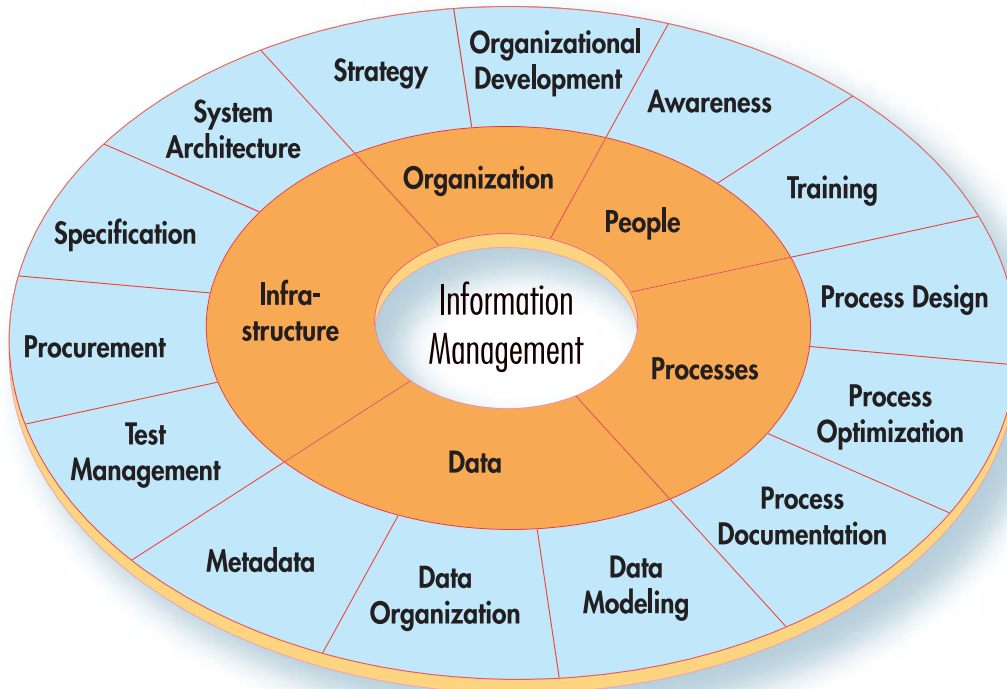 Organizational
Development
Strategy
Awareness
System
Architecture
Training
Organization
People
Specification
Infra-
structure
Information
Management
Process Design
Procurement
Processes
Process
Optimization
Test
Management
Data
Process
Documentation
Metadata
Data
Organization
Data
Modeling